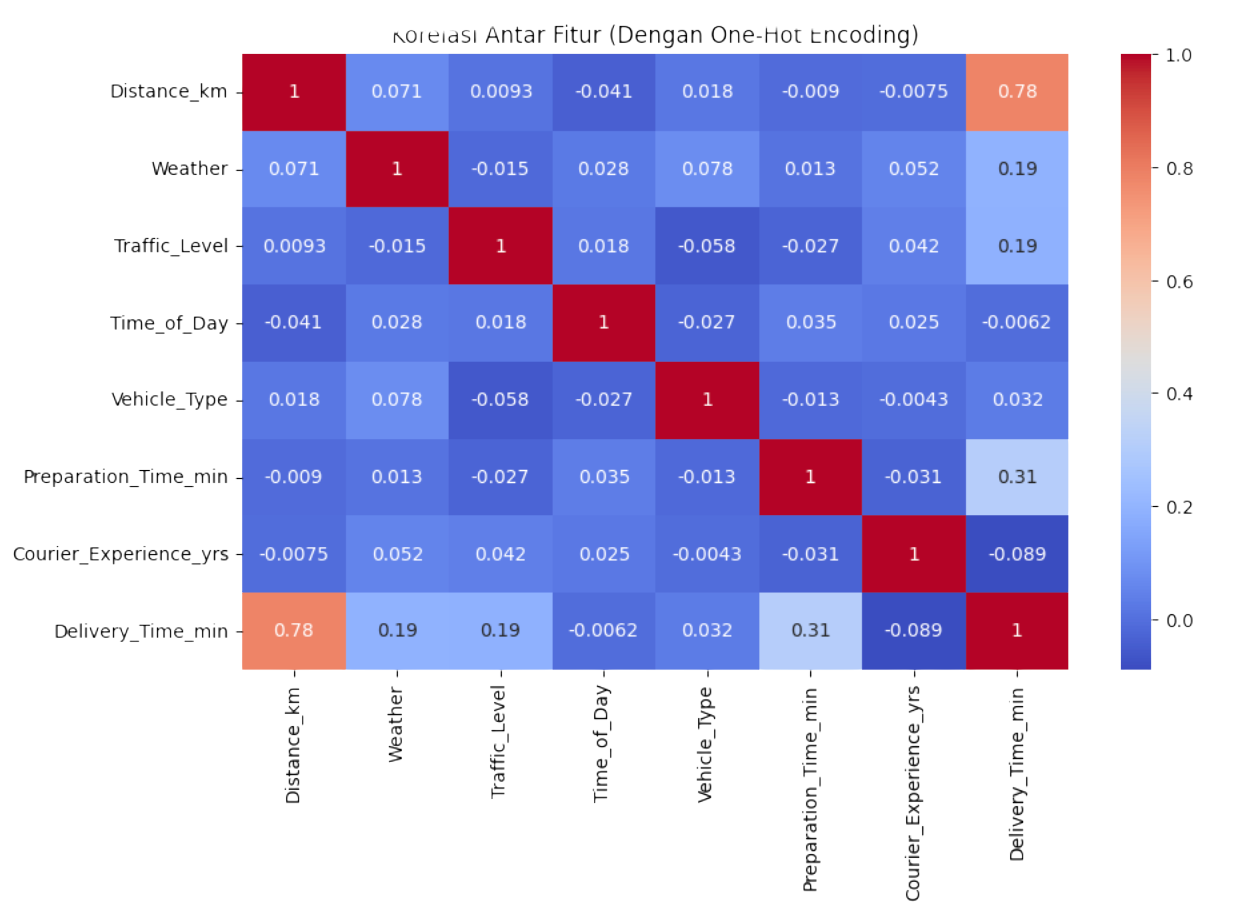 Korelasi Antar Fitur (Dengan One-Hot Encoding)
Distance_km 1 0.071 0.0093 -0.041 0.018 -0.009 -0.0075 0.78
Weather 0.071 1 -0.015 0.028 0.078 0.013 0.052 0.19
Traffic_Level 0.0093 -0.015 1 0.018 -0.058 -0.027 0.042 0.19
Time_of_Day -0.041 0.028 0.018 1 -0.027 0.035 0.025 -0.0062
Vehicle_Type 0.018 0.078 -0.058 -0.027 1 -0.013 -0.0043 0.032
Preparation_Time_min -0.009 0.013 -0.027 0.035 -0.013 1 -0.031 0.31
Courier_Experience_yrs -0.0075 0.052 0.042 0.025 -0.0043 -0.031 1 -0.089
Delivery_Time_min 0.78 0.19 0.19 -0.0062 0.032 0.31 -0.089 1
Distance_km
Weather
Traffic_Level
Time_of_Day
Vehicle_Type
Preparation_Time_min
Courier_Experience_yrs
Delivery_Time_min
1.0
0.8
0.6
0.4
0.2
0.0